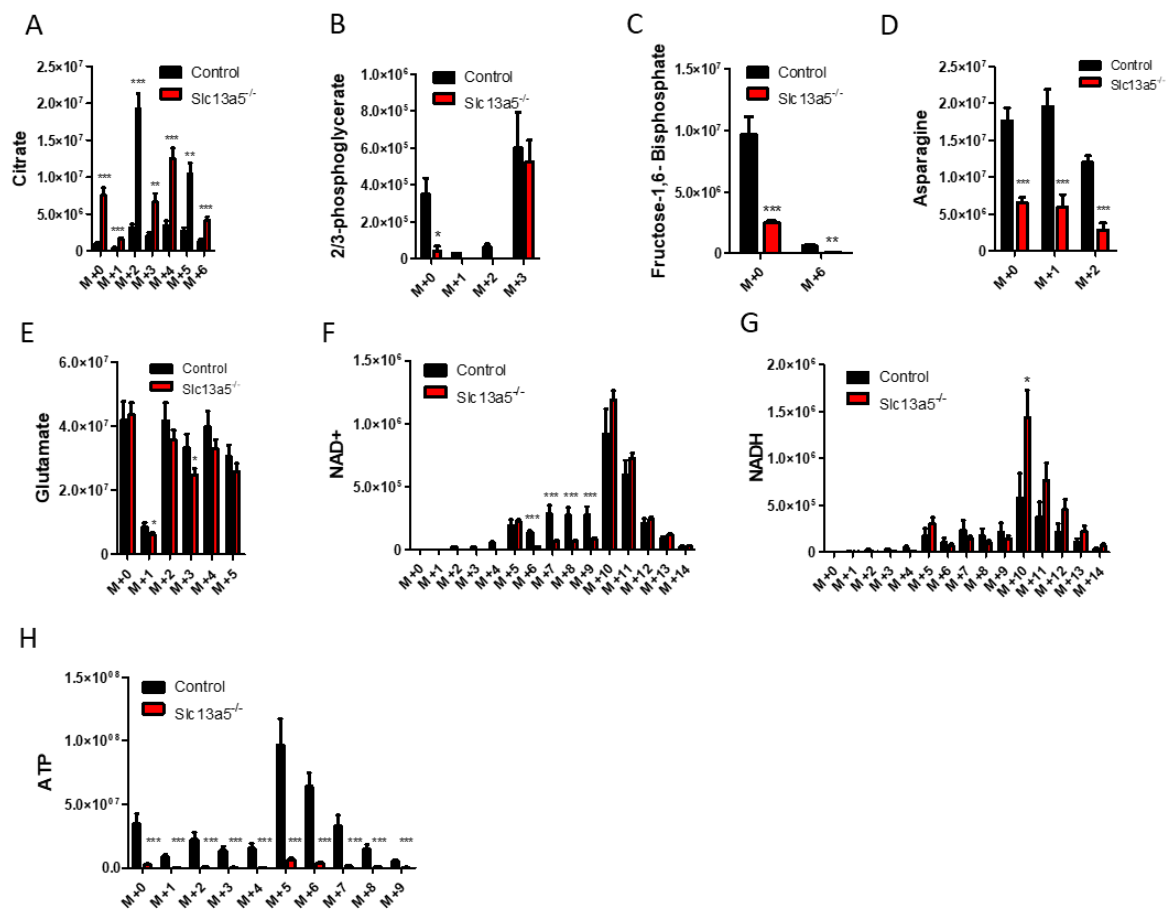 A
Citrate
2.5×10⁷
2.0×10⁷
1.5×10⁷
1.0×10⁷
5.0×10⁶
0
Control
Slc13a5⁻/⁻
***
***
***
**
***
**
***
M+0
M+1
M+2
M+3
M+4
M+5
M+6
B
2/3-phosphoglycerate
1.0×10⁶
8.0×10⁵
6.0×10⁵
4.0×10⁵
2.0×10⁵
0.0
Control
Slc13a5⁻/⁻
*
M+0
M+1
M+2
M+3
C
Fructose-1,6- Bisphosphate
1.5×10⁷
1.0×10⁷
5.0×10⁶
0
Control
Slc13a5⁻/⁻
***
**
M+0
M+6
D
Asparagine
2.5×10⁷
2.0×10⁷
1.5×10⁷
1.0×10⁷
5.0×10⁶
0
Control
Slc13a5⁻/⁻
***
***
***
M+0
M+1
M+2
E
Glutamate
6.0×10⁷
4.0×10⁷
2.0×10⁷
0
Control
Slc13a5⁻/⁻
*
*
M+0
M+1
M+2
M+3
M+4
M+5
F
NAD+
1.5×10⁶
1.0×10⁶
5.0×10⁵
0
Control
Slc13a5⁻/⁻
***
***
***
***
M+0
M+1
M+2
M+3
M+4
M+5
M+6
M+7
M+8
M+9
M+10
M+11
M+12
M+13
M+14
G
NADH
2.0×10⁶
1.5×10⁶
1.0×10⁶
5.0×10⁵
0
Control
Slc13a5⁻/⁻
*
M+0
M+1
M+2
M+3
M+4
M+5
M+6
M+7
M+8
M+9
M+10
M+11
M+12
M+13
M+14
H
ATP
1.5×10⁰⁸
1.0×10⁰⁸
5.0×10⁰⁷
0.0
Control
Slc13a5⁻/⁻
***
***
***
***
***
***
***
***
***
***
M+0
M+1
M+2
M+3
M+4
M+5
M+6
M+7
M+8
M+9